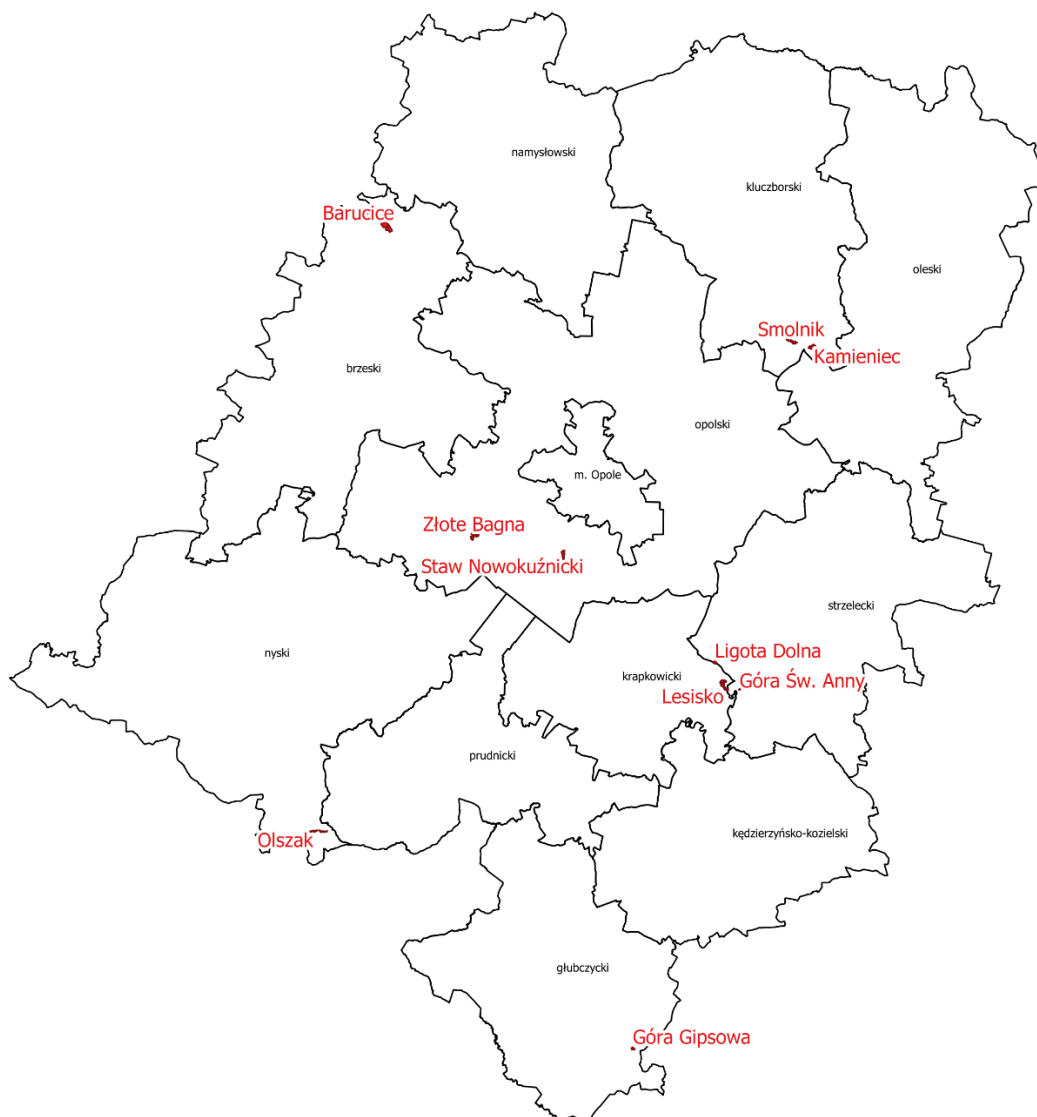 namysłowski
kluczborski
Barucice
oleski
Smolnik
Kamieniec
brzeski
opolski
m. Opole
Złote Bagna
Staw Nowokuźnicki
strzelecki
nyski
Ligota Dolna
krapkowicki
Góra Św. Anny
Lesisko
prudnicki
kędzierzyńsko-kozielski
Olszak
głubczycki
Góra Gipsowa